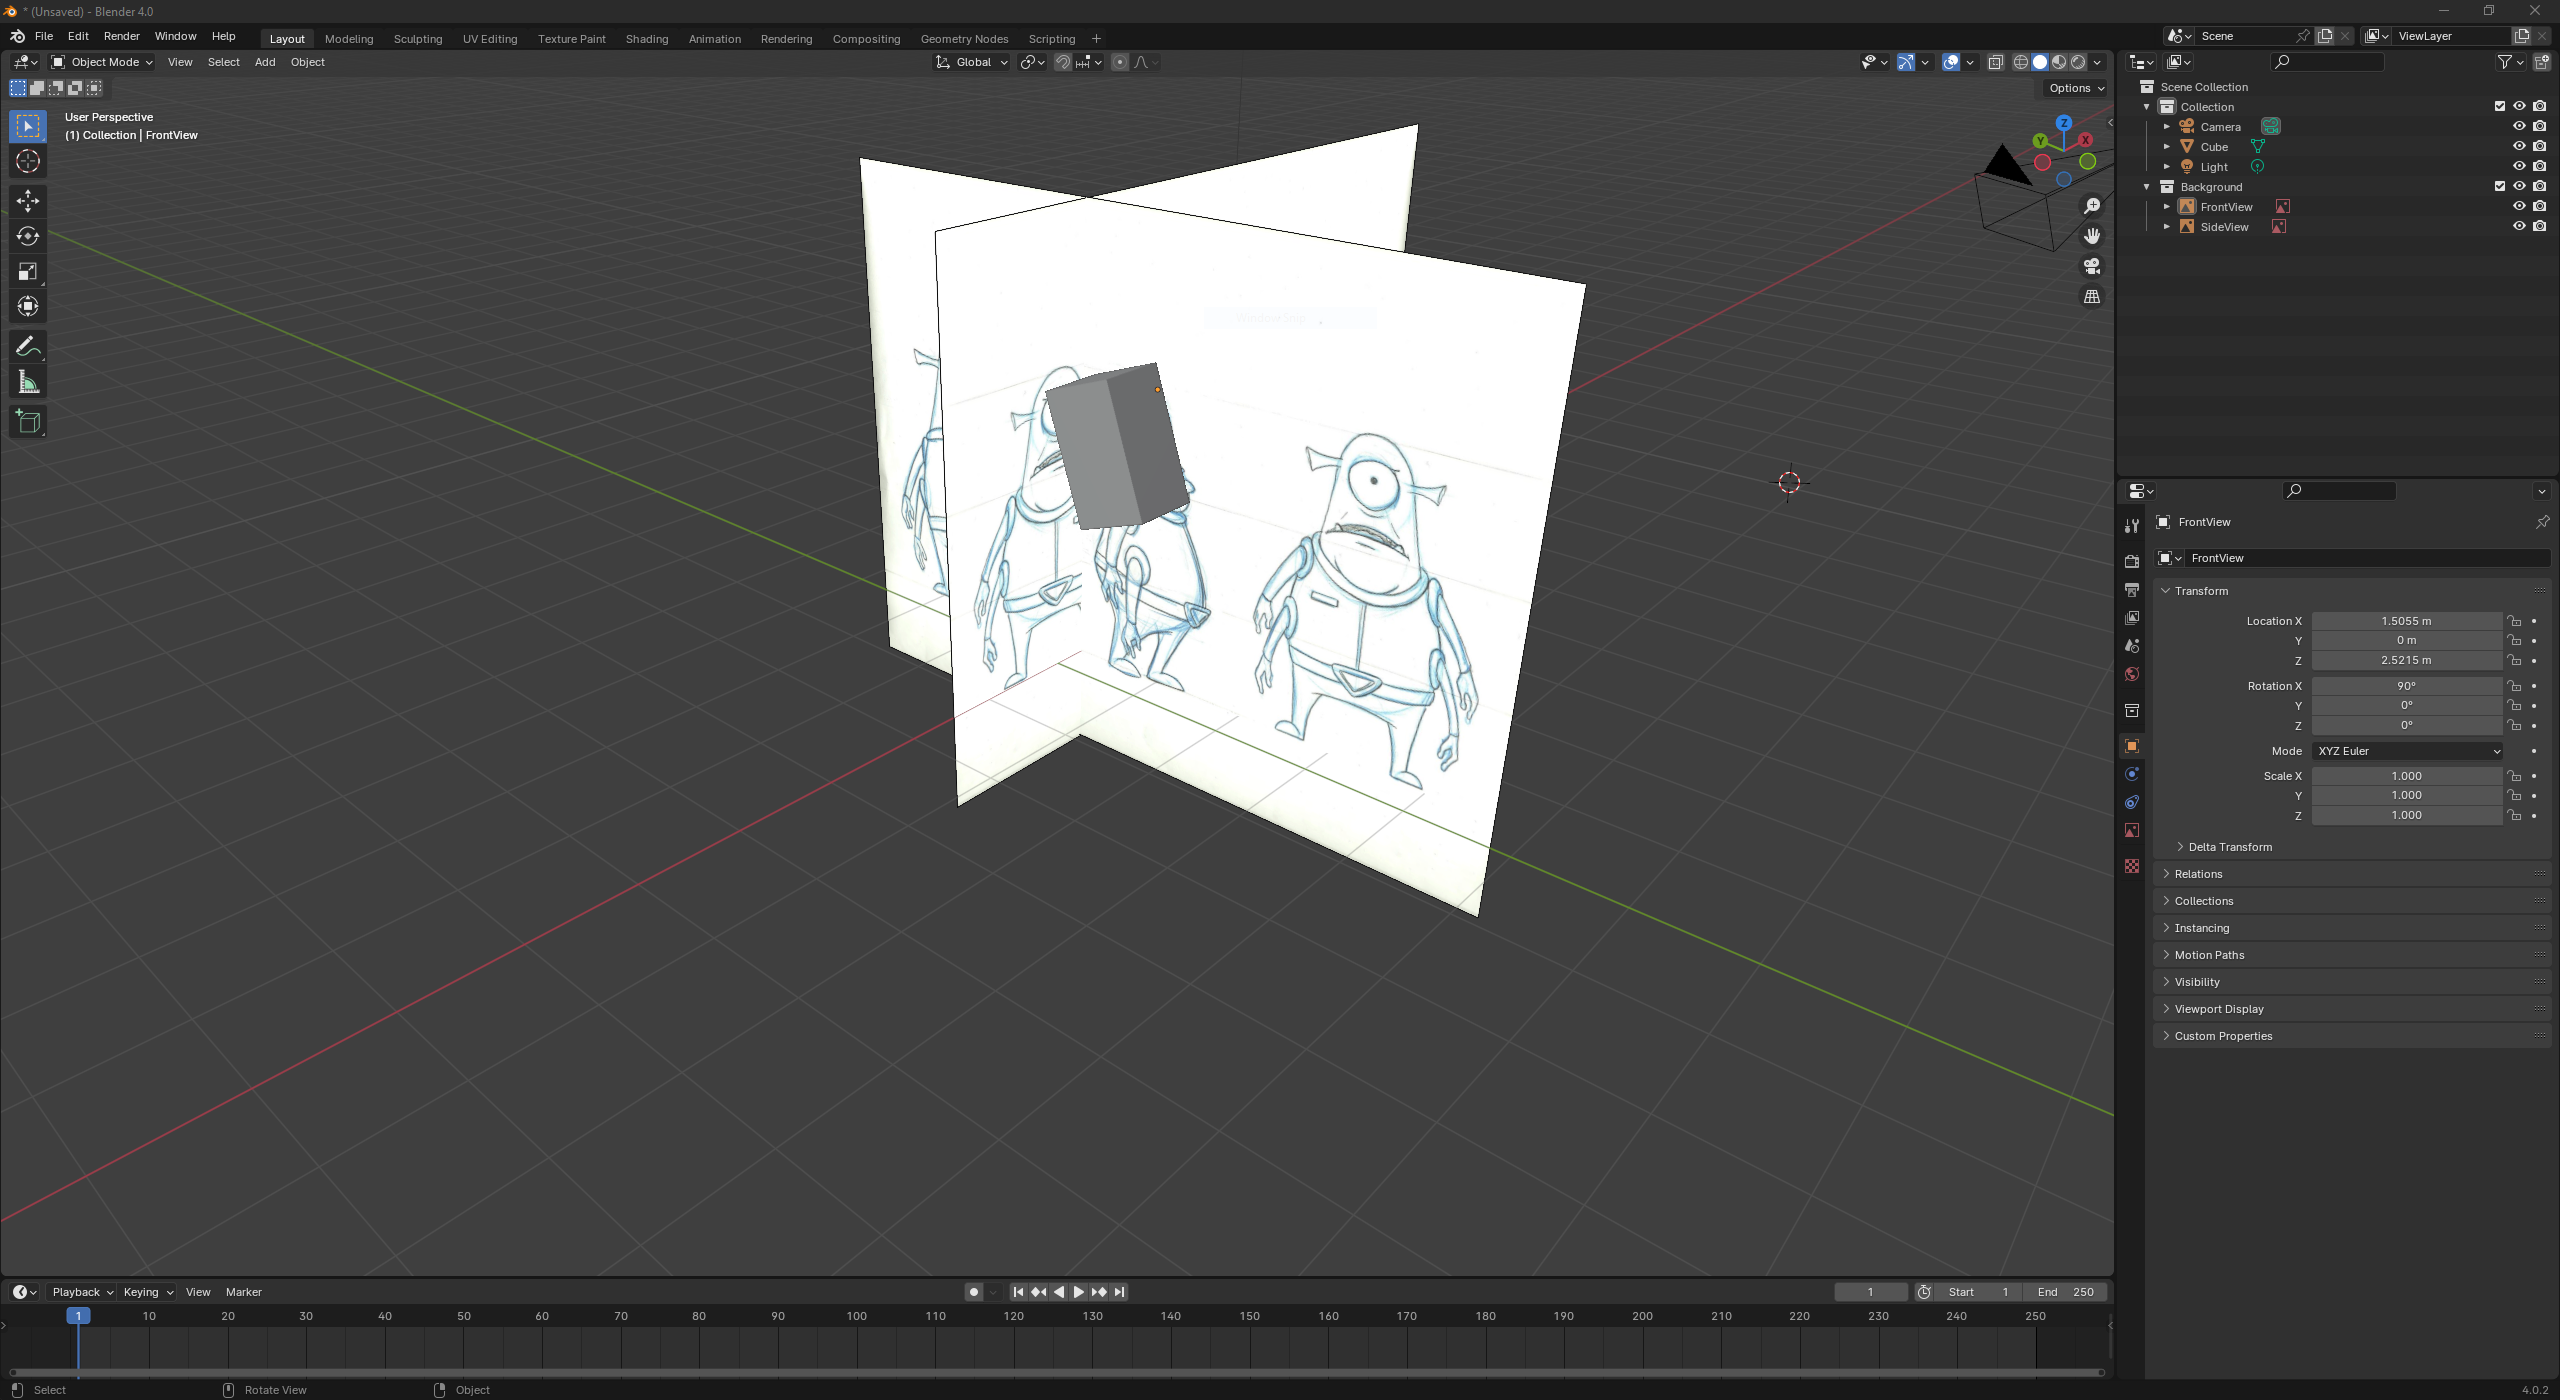 * (Unsaved) - Blender 4.0
File Edit Render Window Help Layout Modeling Sculpting UV Editing Texture Paint Shading Animation Rendering Compositing Geometry Nodes Scripting + Scene ViewLayer
Object Mode View Select Add Object Global
Options
User Perspective
(1) Collection | FrontView
Z
Y X
Scene Collection
Collection
Camera
Cube
Light
Background
FrontView
SideView
FrontView
FrontView
Transform
Location X 1.5055 m
Y 0 m
Z 2.5215 m
Rotation X 90°
Y 0°
Z 0°
Mode XYZ Euler
Scale X 1.000
Y 1.000
Z 1.000
Delta Transform
Relations
Collections
Instancing
Motion Paths
Visibility
Viewport Display
Custom Properties
Playback Keying View Marker 1 Start 1 End 250
1 10 20 30 40 50 60 70 80 90 100 110 120 130 140 150 160 170 180 190 200 210 220 230 240 250
Select Rotate View Object 4.0.2